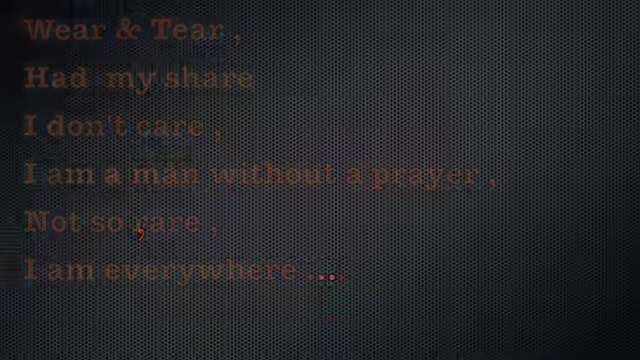 Wear & Tear ,
Had my share
I don't care ,
I am a man without a prayer ,
Not so rare ,
I am everywhere ....